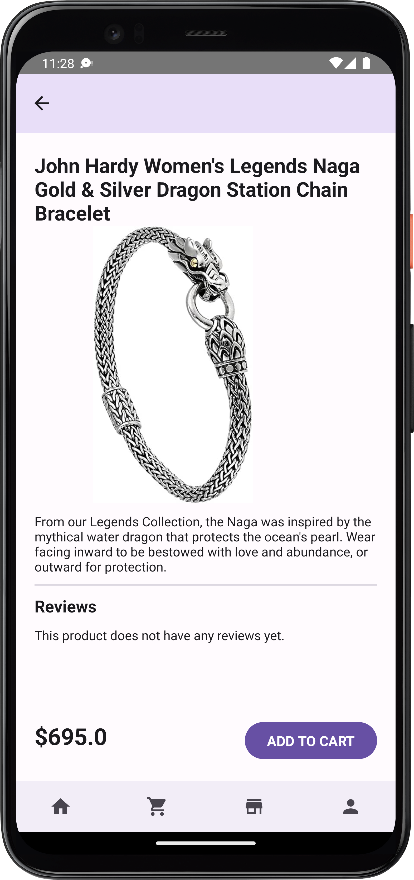 11:28
John Hardy Women's Legends Naga
Gold & Silver Dragon Station Chain
Bracelet
From our Legends Collection, the Naga was inspired by the
mythical water dragon that protects the ocean's pearl. Wear
facing inward to be bestowed with love and abundance, or
outward for protection.
Reviews
This product does not have any reviews yet.
$695.0
ADD TO CART